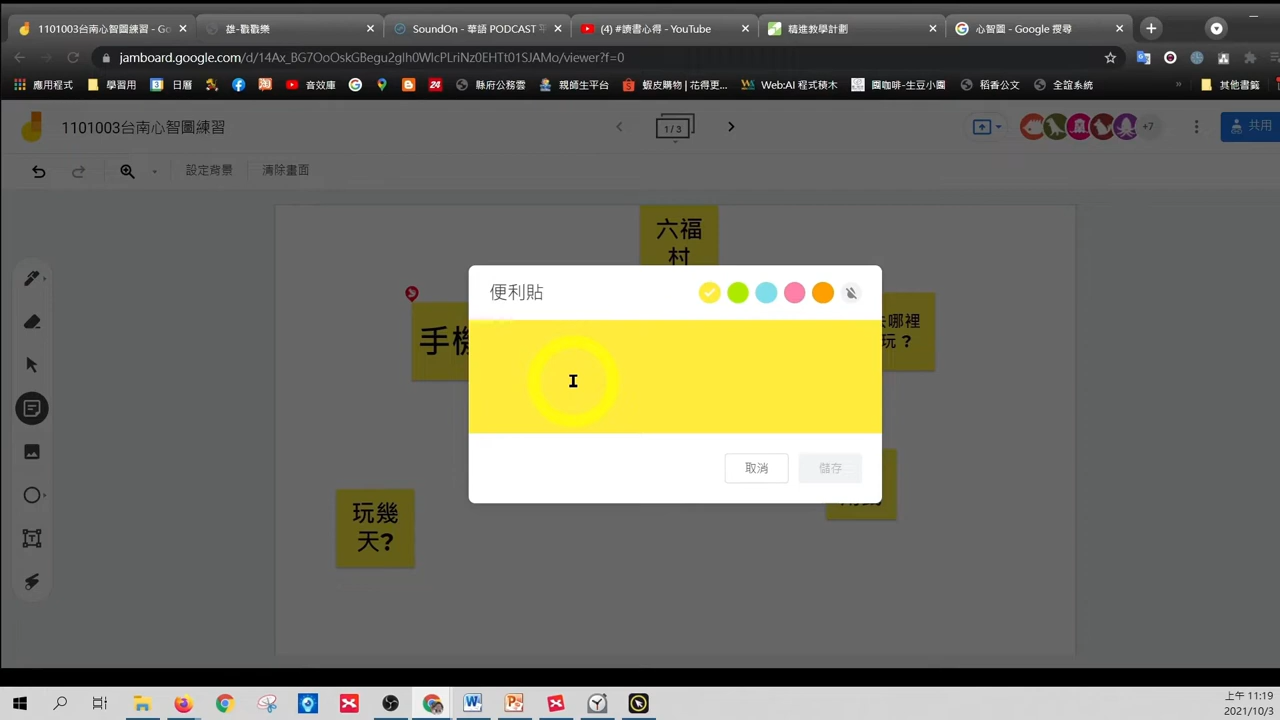 1101003台南心智圖練習 - Go
雄-戳戳樂
SoundOn - 華語 PODCAST 平
(4) #讀書心得 - YouTube
精進教學計劃
心智圖 - Google 搜尋
jamboard.google.com/d/14Ax_BG7OoOskGBegu2glh0WIcPLriNz0EHTt01SJAMo/viewer?f=0
應用程式
學習用
日曆
音效庫
縣府公務雲
親師生平台
蝦皮購物 | 花得更...
Web:AI 程式積木
園咖啡-生豆小園
稻香公文
全誼系統
»
其他書籤
1101003台南心智圖練習
1 / 3
+7
共用
設定背景
清除畫面
六福
村
便利貼
手機
去哪裡
玩？
取消
儲存
玩幾
天?
上午 11:19
2021/10/3